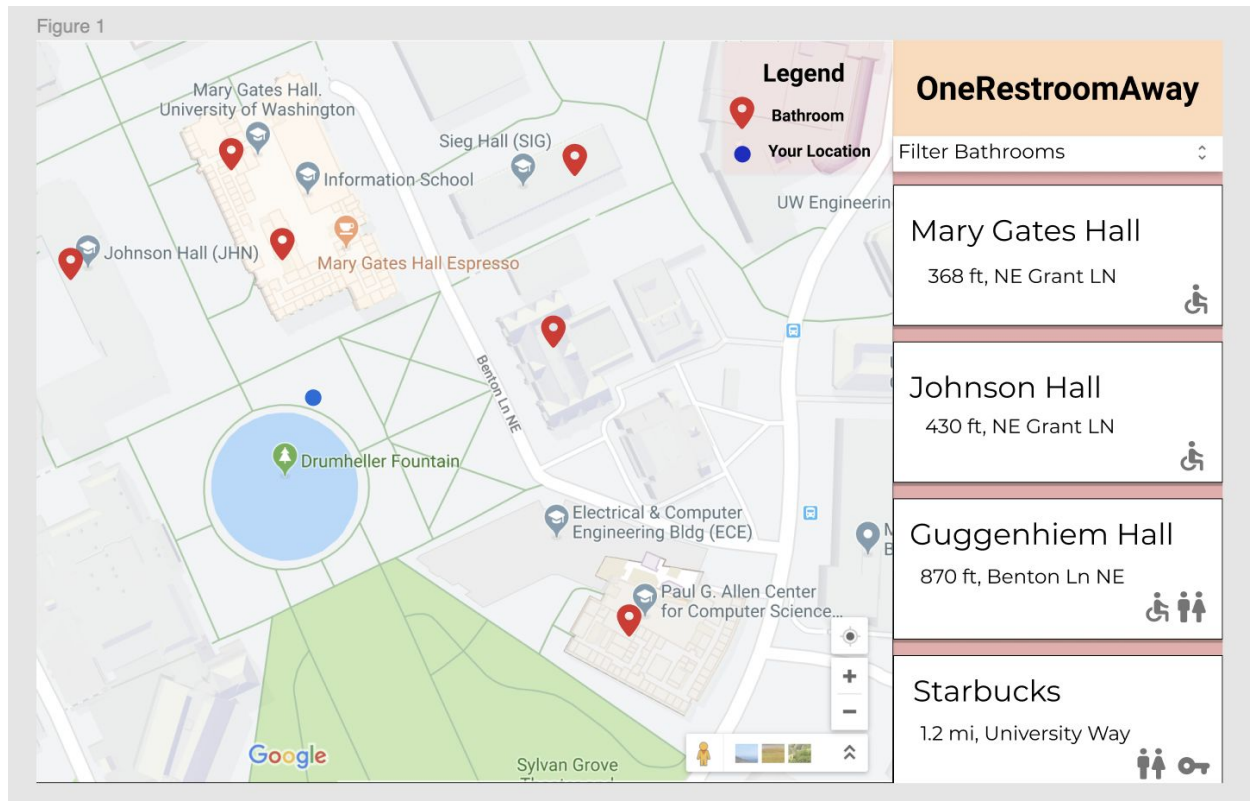 Figure 1
Mary Gates Hall.
University of Washington
Sieg Hall (SIG)
Information School
Johnson Hall (JHN)
Mary Gates Hall Espresso
UW Engineerin
Benton Ln NE
Drumheller Fountain
Electrical & Computer
Engineering Bldg (ECE)
Paul G. Allen Center
for Computer Science...
Google
Sylvan Grove
Legend
Bathroom
Your Location
OneRestroomAway
Filter Bathrooms
Mary Gates Hall
368 ft, NE Grant LN
Johnson Hall
430 ft, NE Grant LN
Guggenhiem Hall
870 ft, Benton Ln NE
Starbucks
1.2 mi, University Way